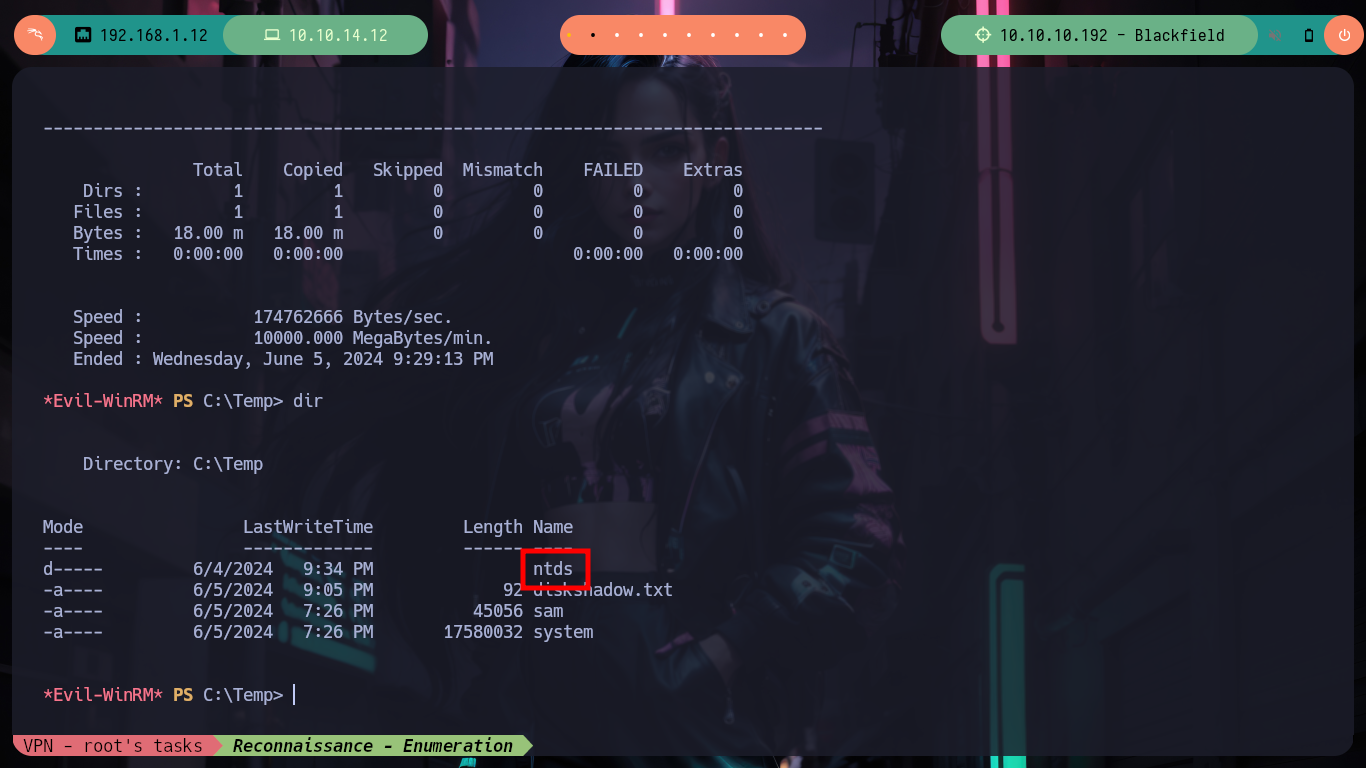 192.168.1.12 10.10.14.12 10.10.10.192 - Blackfield
------------------------------------------------------------------------------
Total Copied Skipped Mismatch FAILED Extras
Dirs : 1 1 0 0 0 0
Files : 1 1 0 0 0 0
Bytes : 18.00 m 18.00 m 0 0 0 0
Times : 0:00:00 0:00:00 0:00:00 0:00:00
Speed : 174762666 Bytes/sec.
Speed : 10000.000 MegaBytes/min.
Ended : Wednesday, June 5, 2024 9:29:13 PM
*Evil-WinRM* PS C:\Temp> dir
Directory: C:\Temp
Mode LastWriteTime Length Name
---- ------------- ------ ----
d----- 6/4/2024 9:34 PM ntds
-a---- 6/5/2024 9:05 PM 92 diskshadow.txt
-a---- 6/5/2024 7:26 PM 45056 sam
-a---- 6/5/2024 7:26 PM 17580032 system
*Evil-WinRM* PS C:\Temp>
VPN - root's tasks Reconnaissance - Enumeration